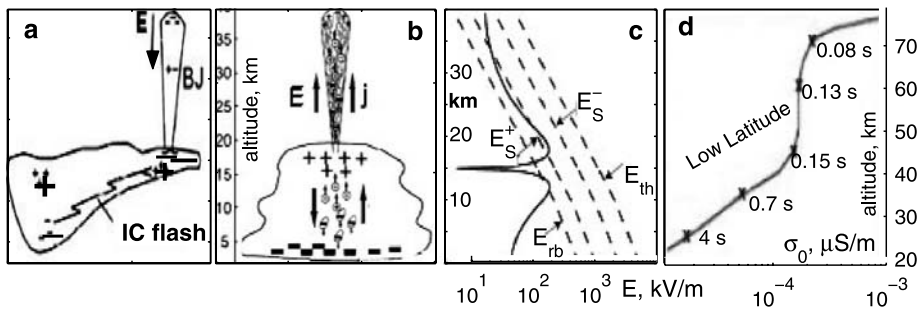 a
E
BJ
IC flash
b
altitude, km
40
35
30
25
20
15
10
5
E
j
c
km
30
20
10
E_S^+
E_S^-
E_th
E_rb
10^1 10^2 10^3 E, kV/m
d
0.08 s
0.13 s
0.15 s
0.7 s
4 s
Low Latitude
σ_0, μS/m
altitude, km
70
60
50
40
30
20
10^-4 10^-3